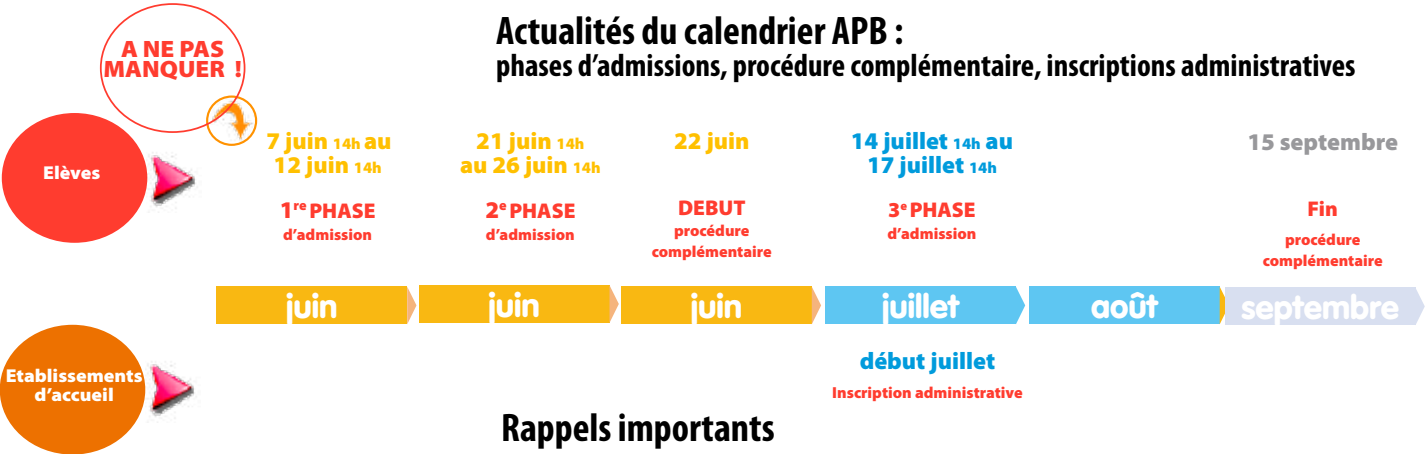 A NE PAS
MANQUER !
Actualités du calendrier APB :
phases d'admissions, procédure complémentaire, inscriptions administratives
Elèves
7 juin 14h au
12 juin 14h
1re PHASE
d'admission
21 juin 14h
au 26 juin 14h
2e PHASE
d'admission
22 juin
DEBUT
procédure
complémentaire
14 juillet 14h au
17 juillet 14h
3e PHASE
d'admission
15 septembre
Fin
procédure
complémentaire
juin
juin
juin
juillet
août
septembre
Etablissements
d'accueil
début juillet
Inscription administrative
Rappels importants